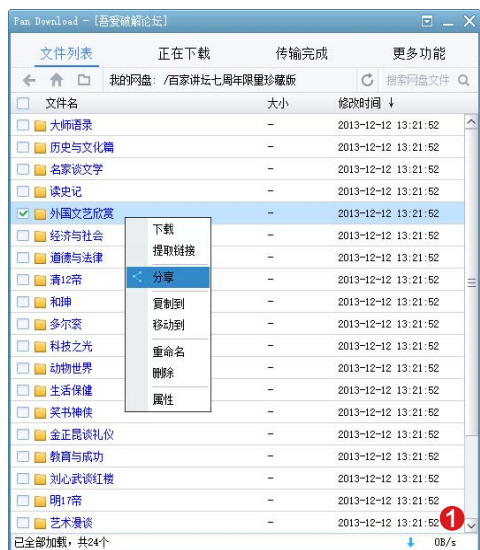 Pan Download - [吾爱破解论坛]
文件列表 正在下载 传输完成 更多功能
我的网盘: /百家讲坛七周年限量珍藏版 搜索网盘文件
文件名 大小 修改时间 ↓
大师语录 - 2013-12-12 13:21:52
历史与文化篇 - 2013-12-12 13:21:52
名家谈文学 - 2013-12-12 13:21:52
读史记 - 2013-12-12 13:21:52
外国文艺欣赏 - 2013-12-12 13:21:52
经济与社会 - 2013-12-12 13:21:52
道德与法律 - 2013-12-12 13:21:52
清12帝 - 2013-12-12 13:21:52
和珅 - 2013-12-12 13:21:52
多尔衮 - 2013-12-12 13:21:52
科技之光 - 2013-12-12 13:21:52
动物世界 - 2013-12-12 13:21:52
生活保健 - 2013-12-12 13:21:52
笑书神侠 - 2013-12-12 13:21:52
金正昆谈礼仪 - 2013-12-12 13:21:52
教育与成功 - 2013-12-12 13:21:52
刘心武谈红楼 - 2013-12-12 13:21:52
明17帝 - 2013-12-12 13:21:52
艺术漫谈 - 2013-12-12 13:21:52
下载
提取链接
分享
复制到
移动到
重命名
删除
属性
1
已全部加载, 共24个 0B/s